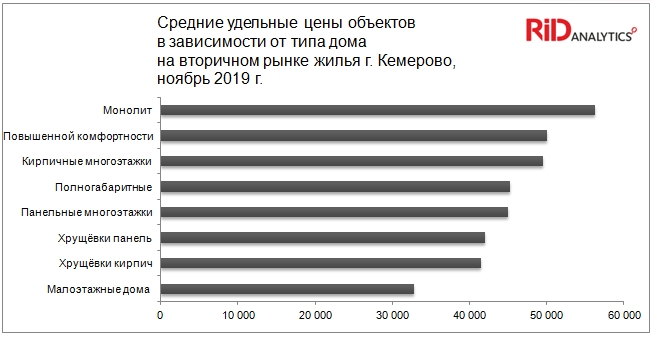 Средние удельные цены объектов
в зависимости от типа дома
на вторичном рынке жилья г. Кемерово,
ноябрь 2019 г.
RiD ANALYTICS
Монолит
Повышенной комфортности
Кирпичные многоэтажки
Полногабаритные
Панельные многоэтажки
Хрущёвки панель
Хрущёвки кирпич
Малоэтажные дома
0 10 000 20 000 30 000 40 000 50 000 60 000